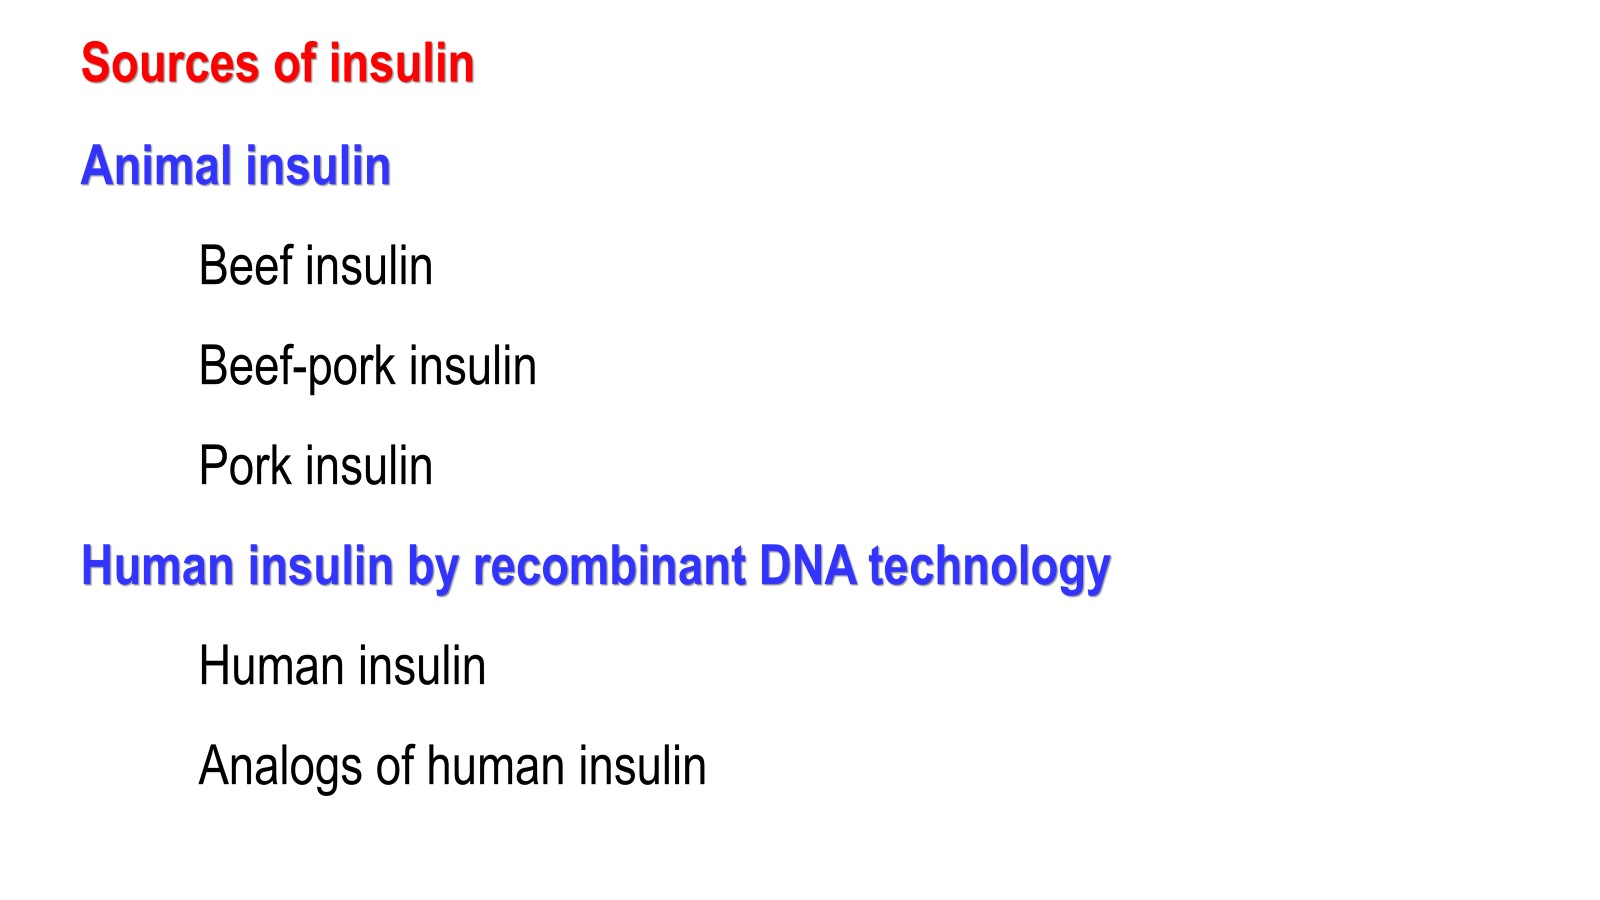 Sources of insulin
Animal insulin
Beef insulin
Beef-pork insulin
Pork insulin
Human insulin by recombinant DNA technology
Human insulin
Analogs of human insulin